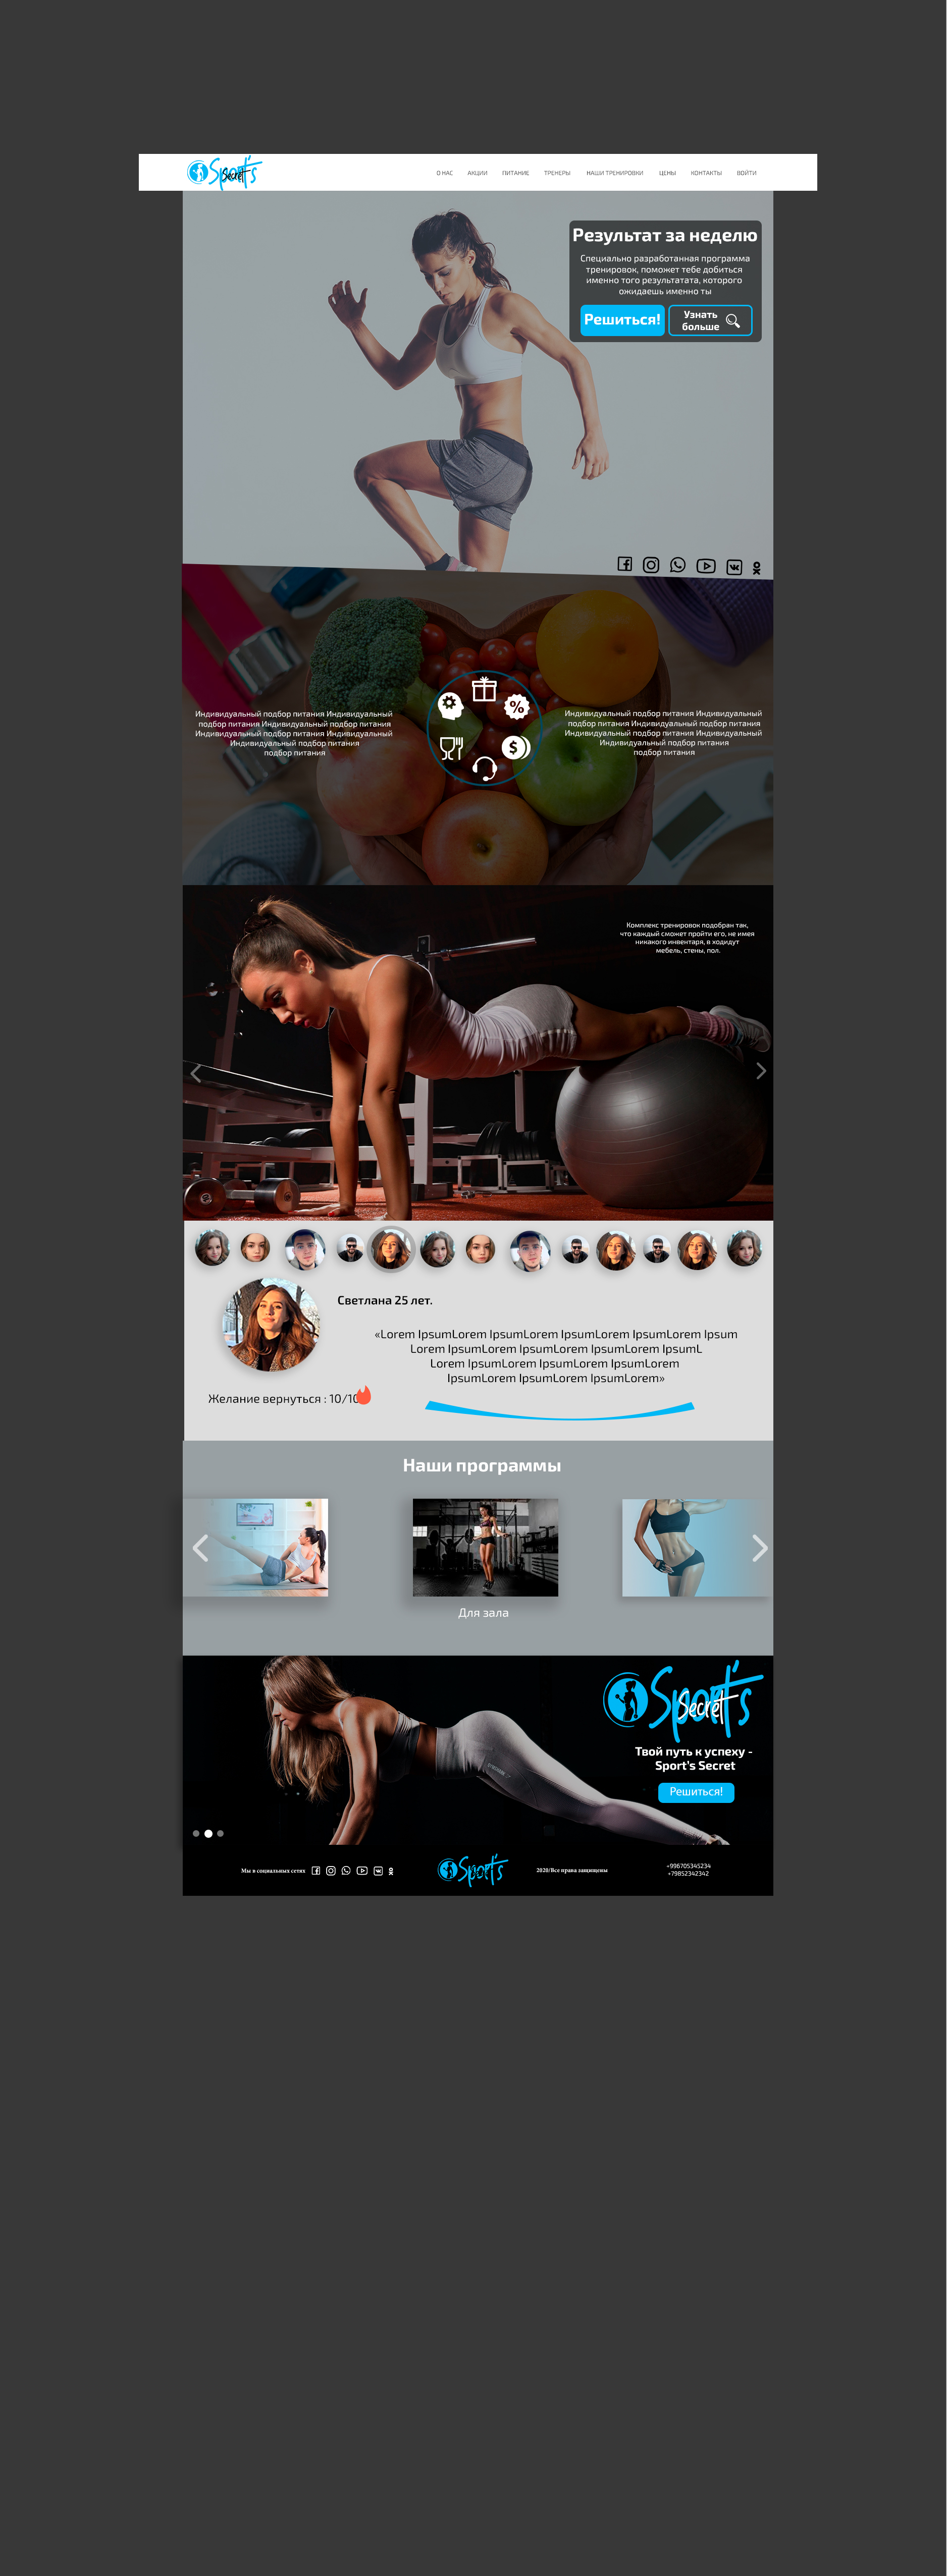 Sport's
Secret
О НАС АКЦИИ ПИТАНИЕ ТРЕНЕРЫ НАШИ ТРЕНИРОВКИ ЦЕНЫ КОНТАКТЫ ВОЙТИ
Результат за неделю
Специально разработанная программа
тренировок, поможет тебе добиться
именно того результатата, которого
ожидаешь именно ты
Решиться!
Узнать
больше
Индивидуальный подбор питания Индивидуальный
подбор питания Индивидуальный подбор питания
Индивидуальный подбор питания Индивидуальный
Индивидуальный подбор питания
подбор питания
Индивидуальный подбор питания Индивидуальный
подбор питания Индивидуальный подбор питания
Индивидуальный подбор питания Индивидуальный
Индивидуальный подбор питания
подбор питания
Комплекс тренировок подобран так,
что каждый сможет пройти его, не имея
никакого инвентаря, в ходидут
мебель, стены, пол.
Светлана 25 лет.
«Lorem IpsumLorem IpsumLorem IpsumLorem IpsumLorem Ipsum
Lorem IpsumLorem IpsumLorem IpsumLorem IpsumL
Lorem IpsumLorem IpsumLorem IpsumLorem
IpsumLorem IpsumLorem IpsumLorem»
Желание вернуться : 10/10
Наши программы
Для зала
Sport's
Secret
Твой путь к успеху -
Sport's Secret
Решиться!
Мы в социальных сетях
Sport's
2020/Все права защищены
+996705345234
+79852342342